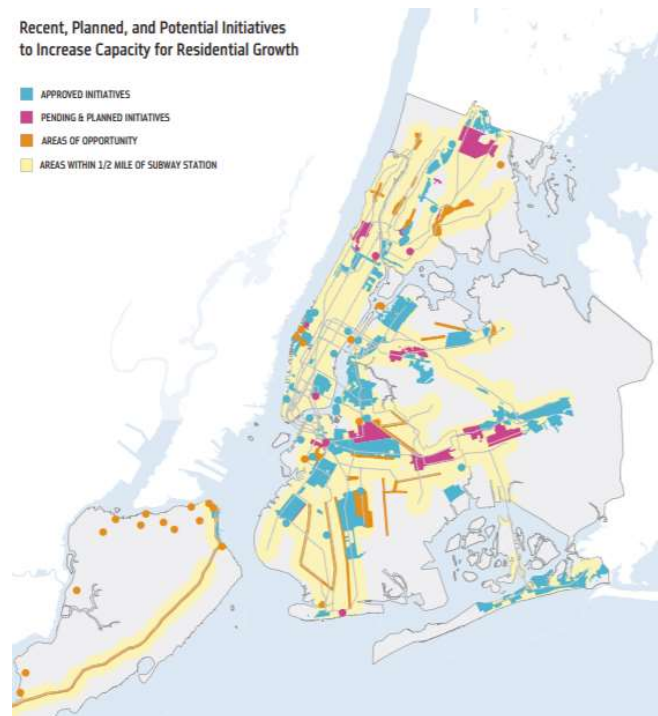 Recent, Planned, and Potential Initiatives
to Increase Capacity for Residential Growth
APPROVED INITIATIVES
PENDING & PLANNED INITIATIVES
AREAS OF OPPORTUNITY
AREAS WITHIN 1/2 MILE OF SUBWAY STATION